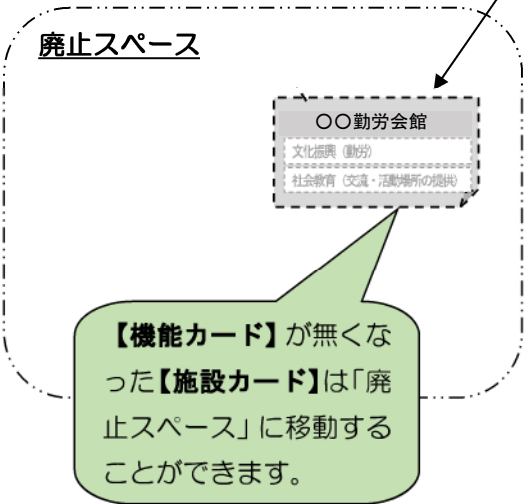 廃止スペース
〇〇勤労会館
文化振興（勤労）
社会教育（交流・活動場所の提供）
【機能カード】が無くな
った【施設カード】は「廃
止スペース」に移動する
ことができます。